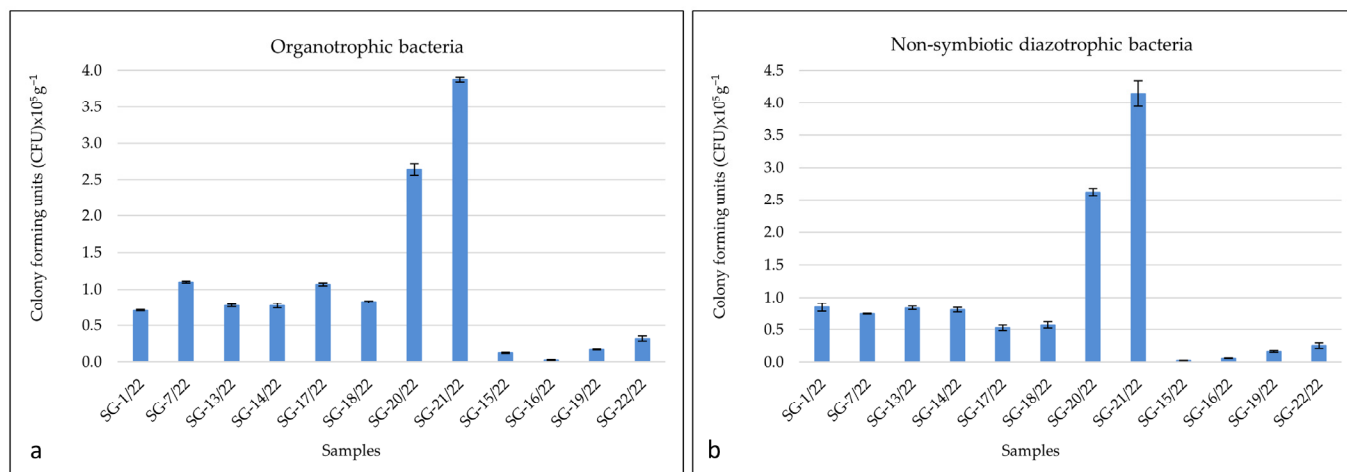 Organotrophic bacteria
Colony forming units (CFU)x10⁵g⁻¹
4.0
3.5
3.0
2.5
2.0
1.5
1.0
0.5
0.0
SG-1/22
SG-7/22
SG-13/22
SG-14/22
SG-17/22
SG-18/22
SG-20/22
SG-21/22
SG-15/22
SG-16/22
SG-19/22
SG-22/22
Samples
a
Non-symbiotic diazotrophic bacteria
Colony forming units (CFU)x10⁵g⁻¹
4.5
4.0
3.5
3.0
2.5
2.0
1.5
1.0
0.5
0.0
SG-1/22
SG-7/22
SG-13/22
SG-14/22
SG-17/22
SG-18/22
SG-20/22
SG-21/22
SG-15/22
SG-16/22
SG-19/22
SG-22/22
Samples
b